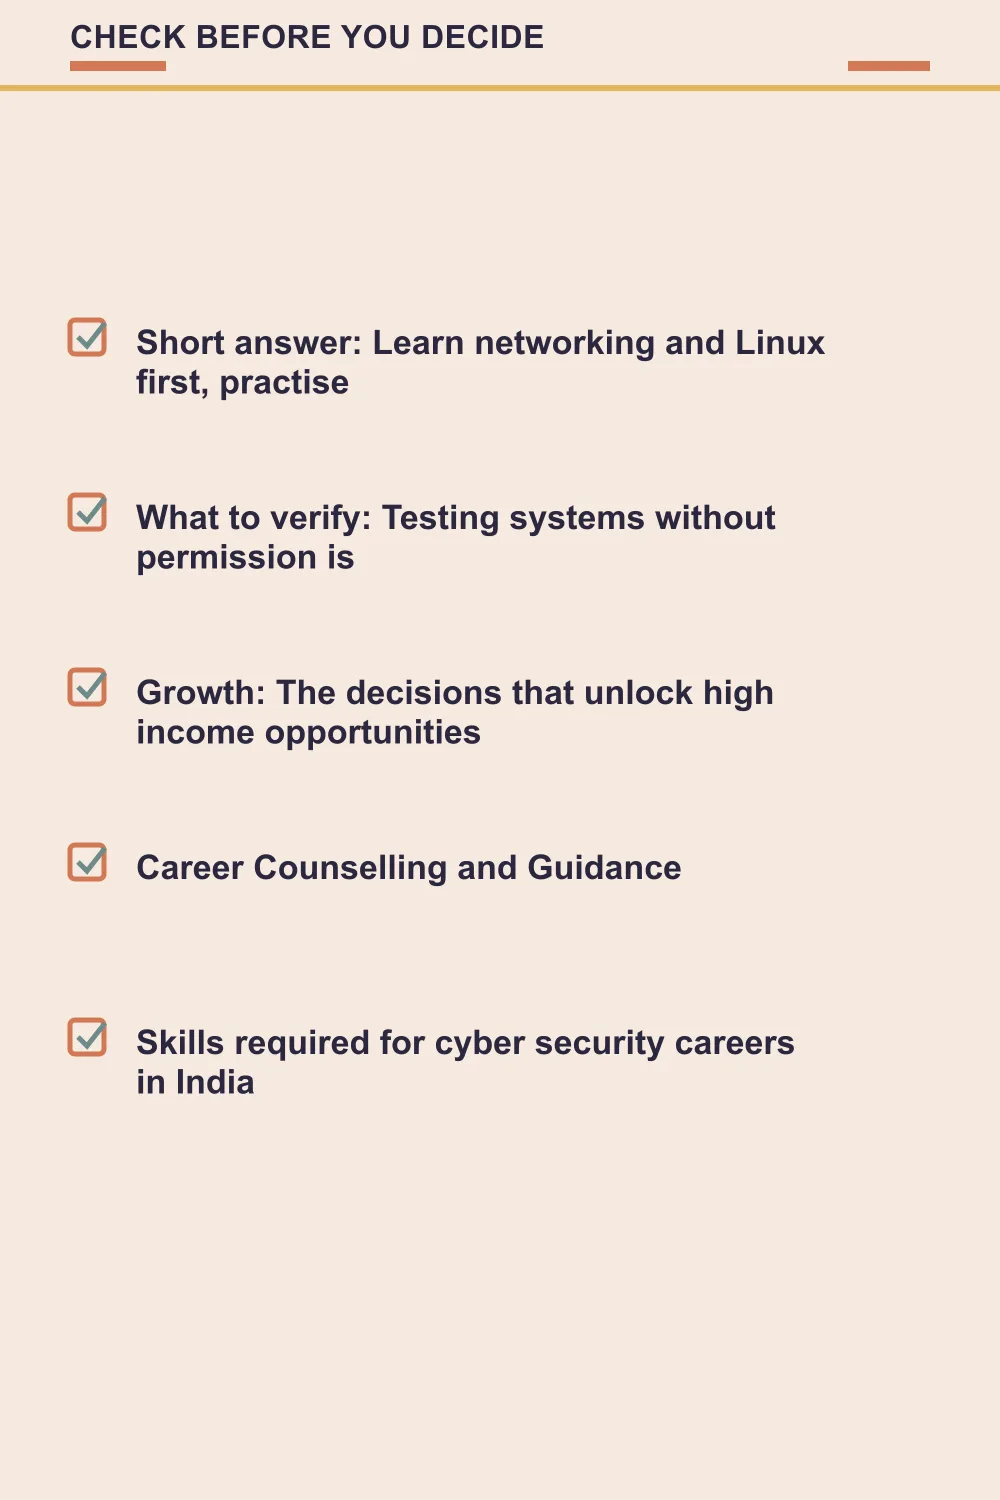 CHECK BEFORE YOU DECIDE
Short answer: Learn networking and Linux
first, practise
What to verify: Testing systems without
permission is
Growth: The decisions that unlock high
income opportunities
Career Counselling and Guidance
Skills required for cyber security careers
in India